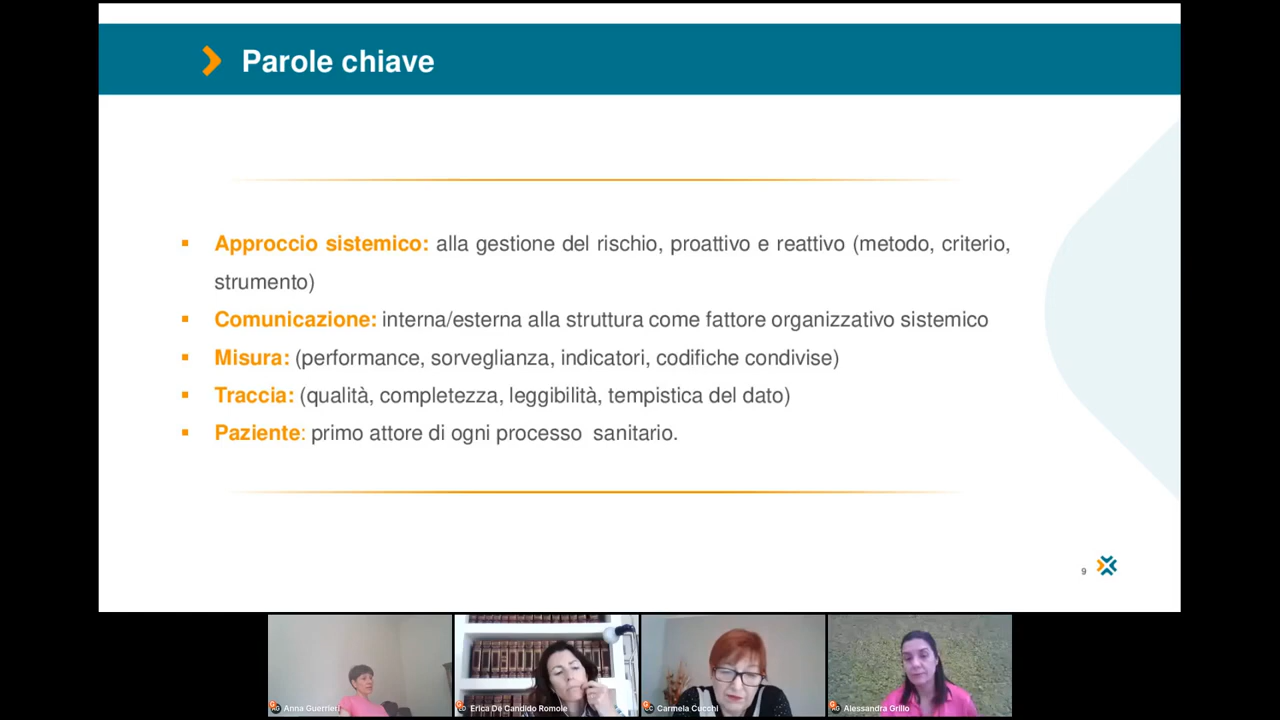 Parole chiave
Approccio sistemico: alla gestione del rischio, proattivo e reattivo (metodo, criterio,
strumento)
Comunicazione: interna/esterna alla struttura come fattore organizzativo sistemico
Misura: (performance, sorveglianza, indicatori, codifiche condivise)
Traccia: (qualità, completezza, leggibilità, tempistica del dato)
Paziente: primo attore di ogni processo  sanitario.
9
Anna Guerrieri
Erica De Candido Romole
CC Carmela Cucchi
Alessandra Grillo